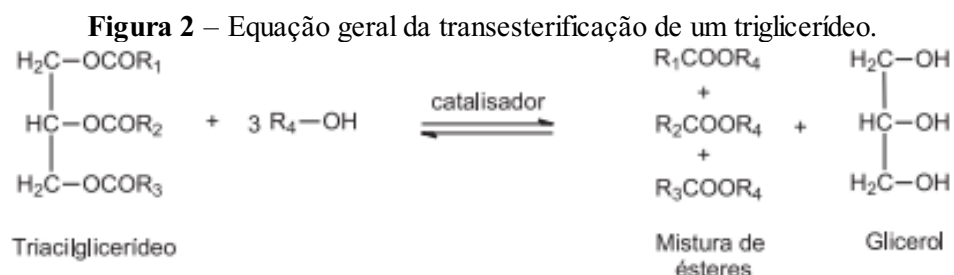 Figura 2 – Equação geral da transesterificação de um triglicerídeo.
H₂C—OCOR₁
HC—OCOR₂ + 3 R₄—OH
H₂C—OCOR₃
catalisador
R₁COOR₄
+
R₂COOR₄ +
+
R₃COOR₄
H₂C—OH
HC—OH
H₂C—OH
Triacilglicerídeo
Mistura de
ésteres
Glicerol